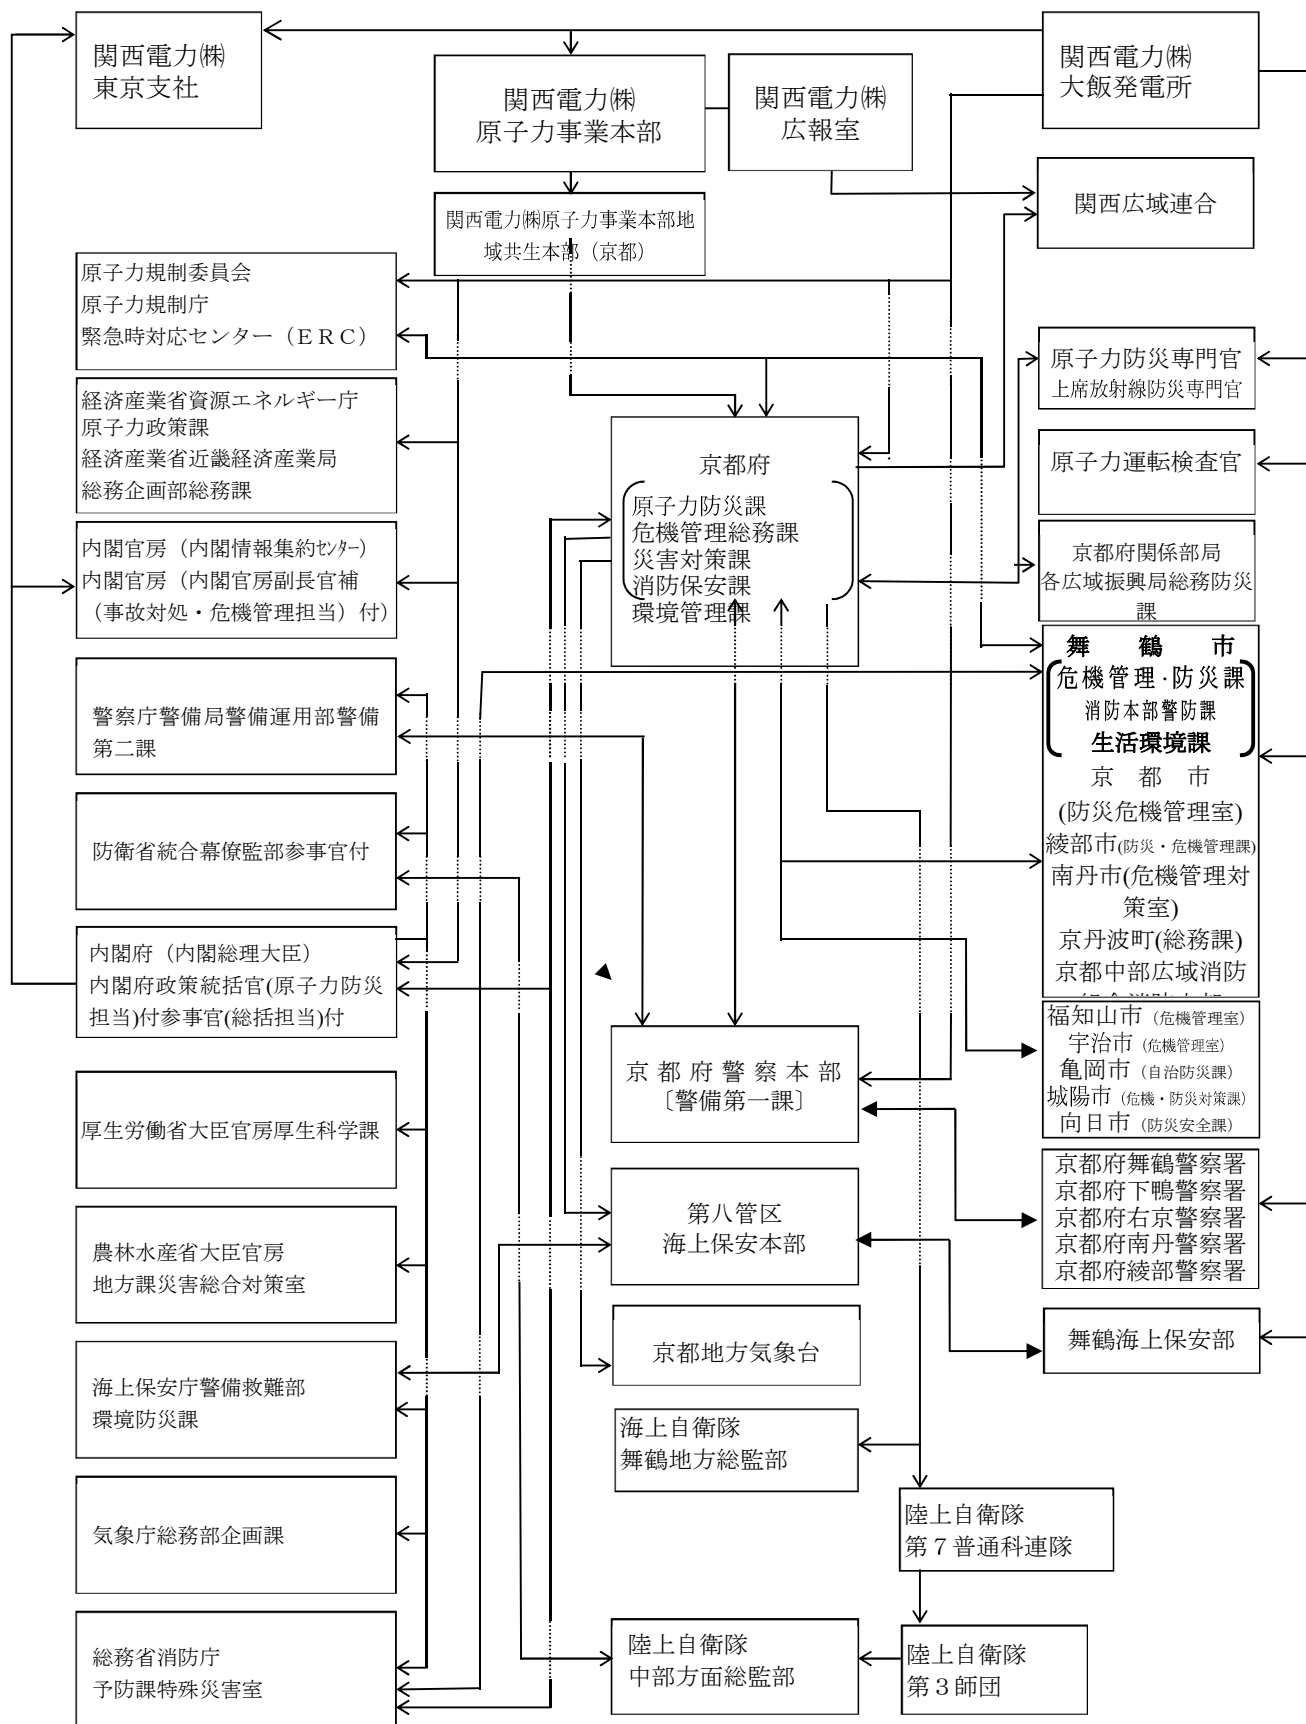 関西電力㈱
東京支社
関西電力㈱
原子力事業本部
関西電力㈱
広報室
関西電力㈱
大飯発電所
関西電力㈱原子力事業本部地
域共生本部（京都）
関西広域連合
原子力規制委員会
原子力規制庁
緊急時対応センター（ＥＲＣ）
経済産業省資源エネルギー庁
原子力政策課
経済産業省近畿経済産業局
総務企画部総務課
内閣官房（内閣情報集約ｾﾝﾀｰ）
内閣官房（内閣官房副長官補
（事故対処・危機管理担当）付）
警察庁警備局警備運用部警備
第二課
防衛省統合幕僚監部参事官付
内閣府（内閣総理大臣）
内閣府政策統括官(原子力防災
担当)付参事官(総括担当)付
厚生労働省大臣官房厚生科学課
農林水産省大臣官房
地方課災害総合対策室
海上保安庁警備救難部
環境防災課
気象庁総務部企画課
総務省消防庁
予防課特殊災害室
京都府
原子力防災課
危機管理総務課
災害対策課
消防保安課
環境管理課
京都府警察本部
〔警備第一課〕
第八管区
海上保安本部
京都地方気象台
海上自衛隊
舞鶴地方総監部
陸上自衛隊
第７普通科連隊
陸上自衛隊
中部方面総監部
陸上自衛隊
第３師団
原子力防災専門官
上席放射線防災専門官
原子力運転検査官
京都府関係部局
各広域振興局総務防災
課
舞鶴市
危機管理・防災課
消防本部警防課
生活環境課
京都市
(防災危機管理室)
綾部市(防災・危機管理課)
南丹市(危機管理対
策室)
京丹波町(総務課)
京都中部広域消防
福知山市（危機管理室）
宇治市（危機管理室）
亀岡市（自治防災課）
城陽市（危機・防災対策課）
向日市（防災安全課）
京都府舞鶴警察署
京都府下鴨警察署
京都府右京警察署
京都府南丹警察署
京都府綾部警察署
舞鶴海上保安部